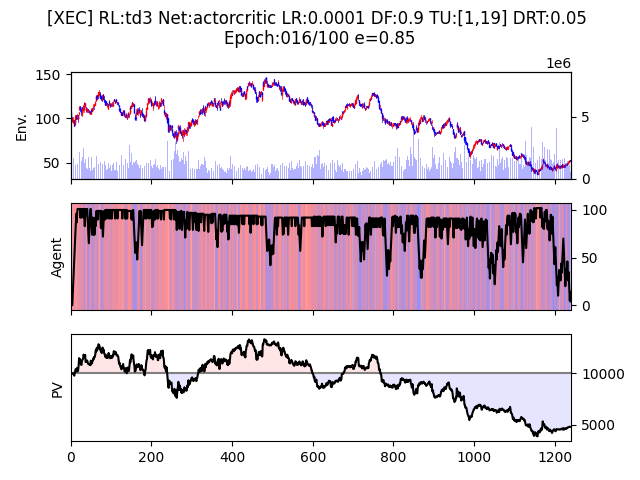 [XEC] RL:td3 Net:actorcritic LR:0.0001 DF:0.9 TU:[1,19] DRT:0.05
Epoch:016/100 e=0.85
1e6
150
100
50
Env.
5
0
Agent
100
50
0
PV
10000
5000
0 200 400 600 800 1000 1200